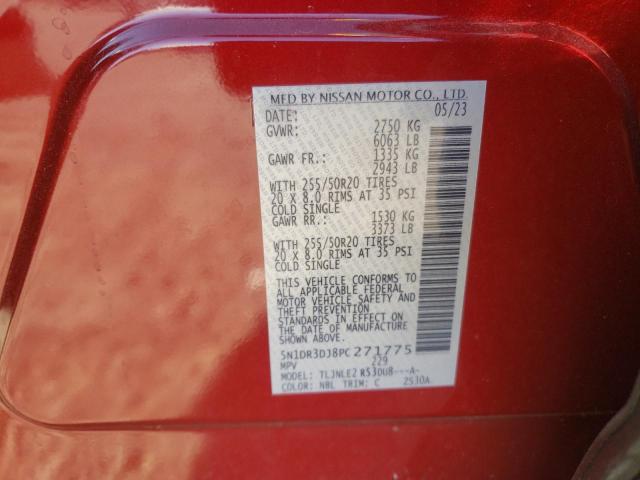 MFD BY NISSAN MOTOR CO., LTD.
DATE: 05/23
GVWR: 2750 KG
6063 LB
GAWR FR.: 1335 KG
2943 LB
WITH 255/50R20 TIRES
20 X 8.0 RIMS AT 35 PSI
COLD SINGLE
GAWR RR.: 1530 KG
3373 LB
WITH 255/50R20 TIRES
20 X 8.0 RIMS AT 35 PSI
COLD SINGLE
THIS VEHICLE CONFORMS TO
ALL APPLICABLE FEDERAL
MOTOR VEHICLE SAFETY AND
THEFT PREVENTION
STANDARDS IN EFFECT ON
THE DATE OF MANUFACTURE
SHOWN ABOVE.
5N1DR3DJ8PC271775
MPV 229
MODEL: TLJNLE2 R53DU8---A-
COLOR: NBL TRIM: C 2530A